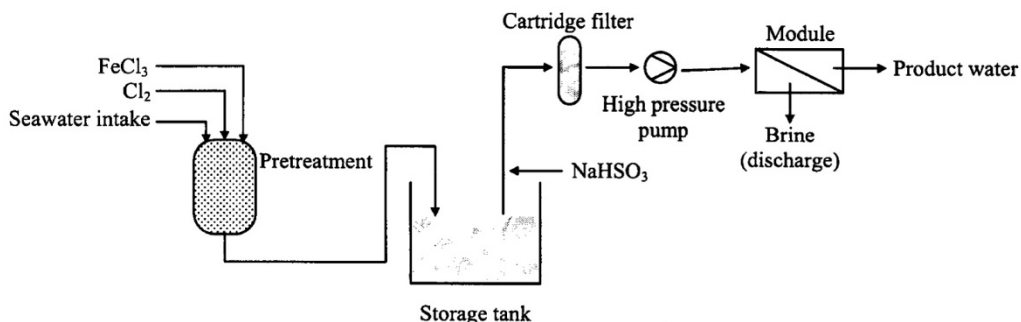 Cartridge filter
Module
FeCl₃
Cl₂
Seawater intake
Product water
High pressure
pump
Brine
(discharge)
Pretreatment
NaHSO₃
Storage tank